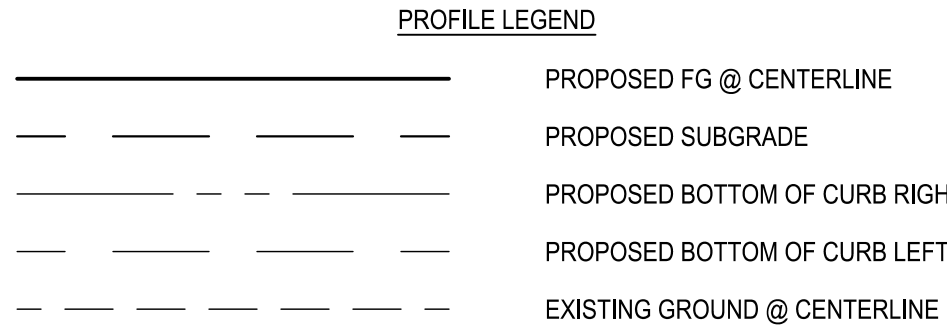 PROFILE LEGEND
PROPOSED FG @ CENTERLINE
PROPOSED SUBGRADE
PROPOSED BOTTOM OF CURB RIGH
PROPOSED BOTTOM OF CURB LEFT
EXISTING GROUND @ CENTERLINE